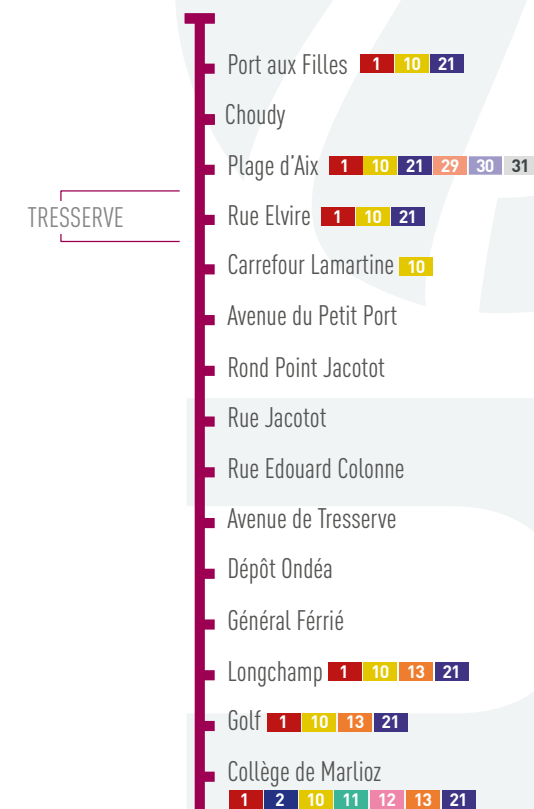 Port aux Filles 1 10 21
Choudy
Plage d'Aix 1 10 21 29 30 31
TRESSERVE
Rue Elvire 1 10 21
Carrefour Lamartine 10
Avenue du Petit Port
Rond Point Jacotot
Rue Jacotot
Rue Edouard Colonne
Avenue de Tresserve
Dépôt Ondéa
Général Férrié
Longchamp 1 10 13 21
Golf 1 10 13 21
Collège de Marlioz
1 2 10 11 12 13 21